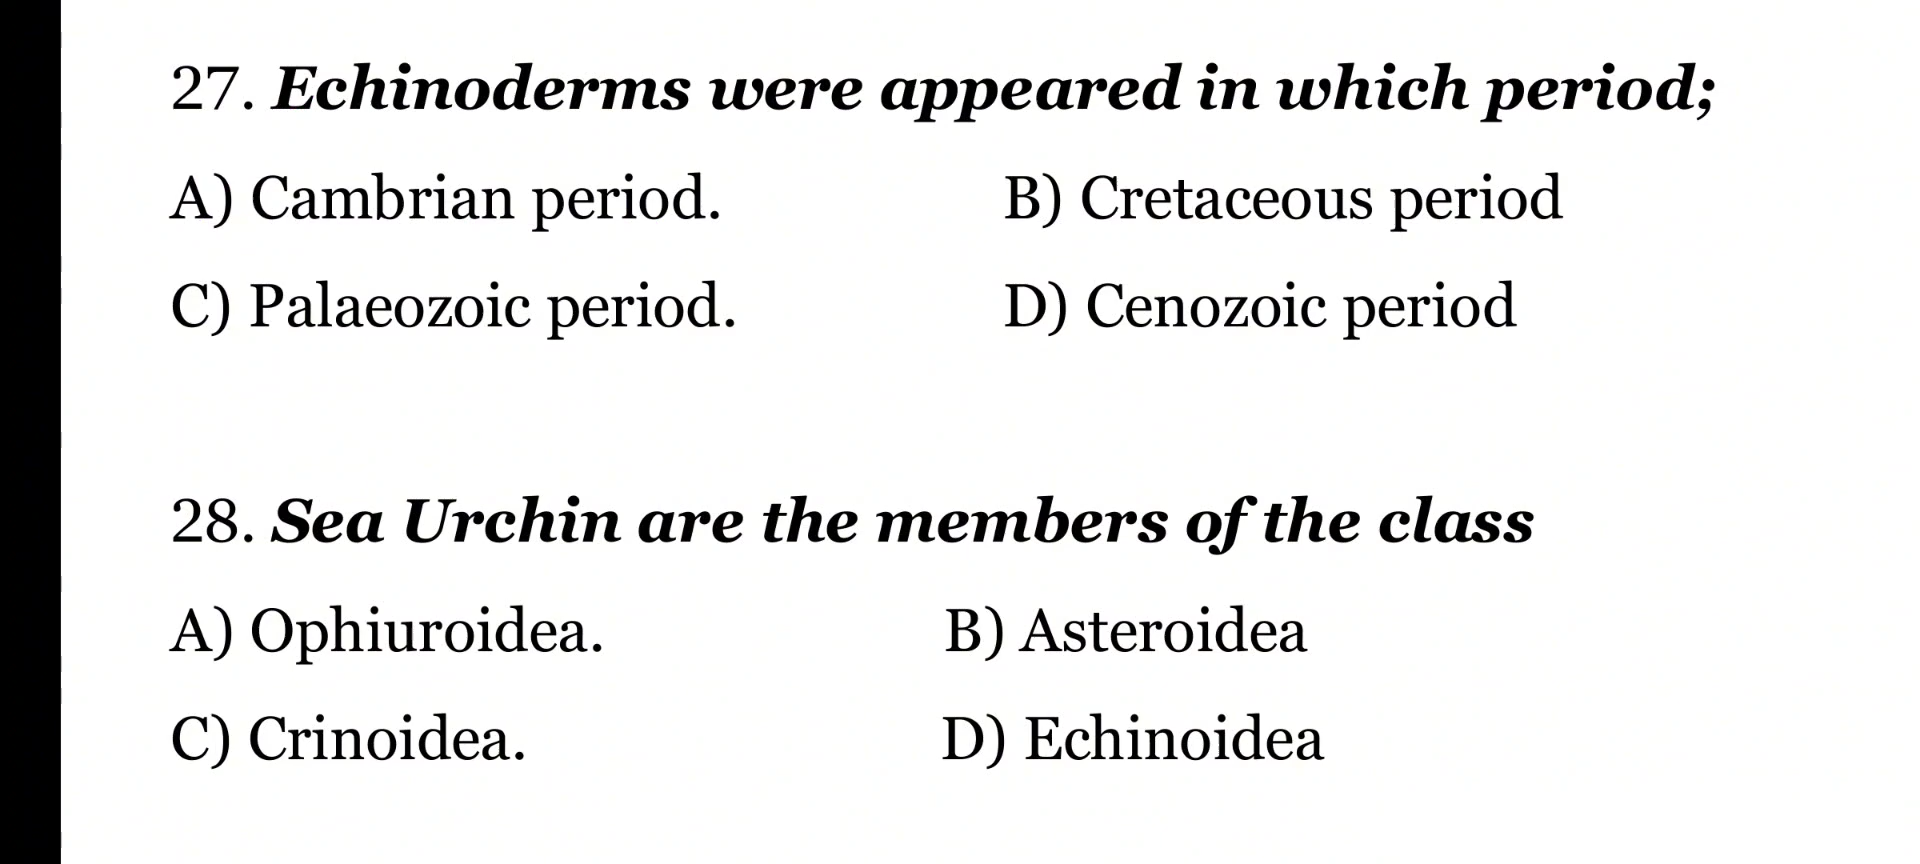 27. Echinoderms were appeared in which period;
A) Cambrian period. B) Cretaceous period
C) Palaeozoic period. D) Cenozoic period
28. Sea Urchin are the members of the class
A) Ophiuroidea. B) Asteroidea
C) Crinoidea. D) Echinoidea